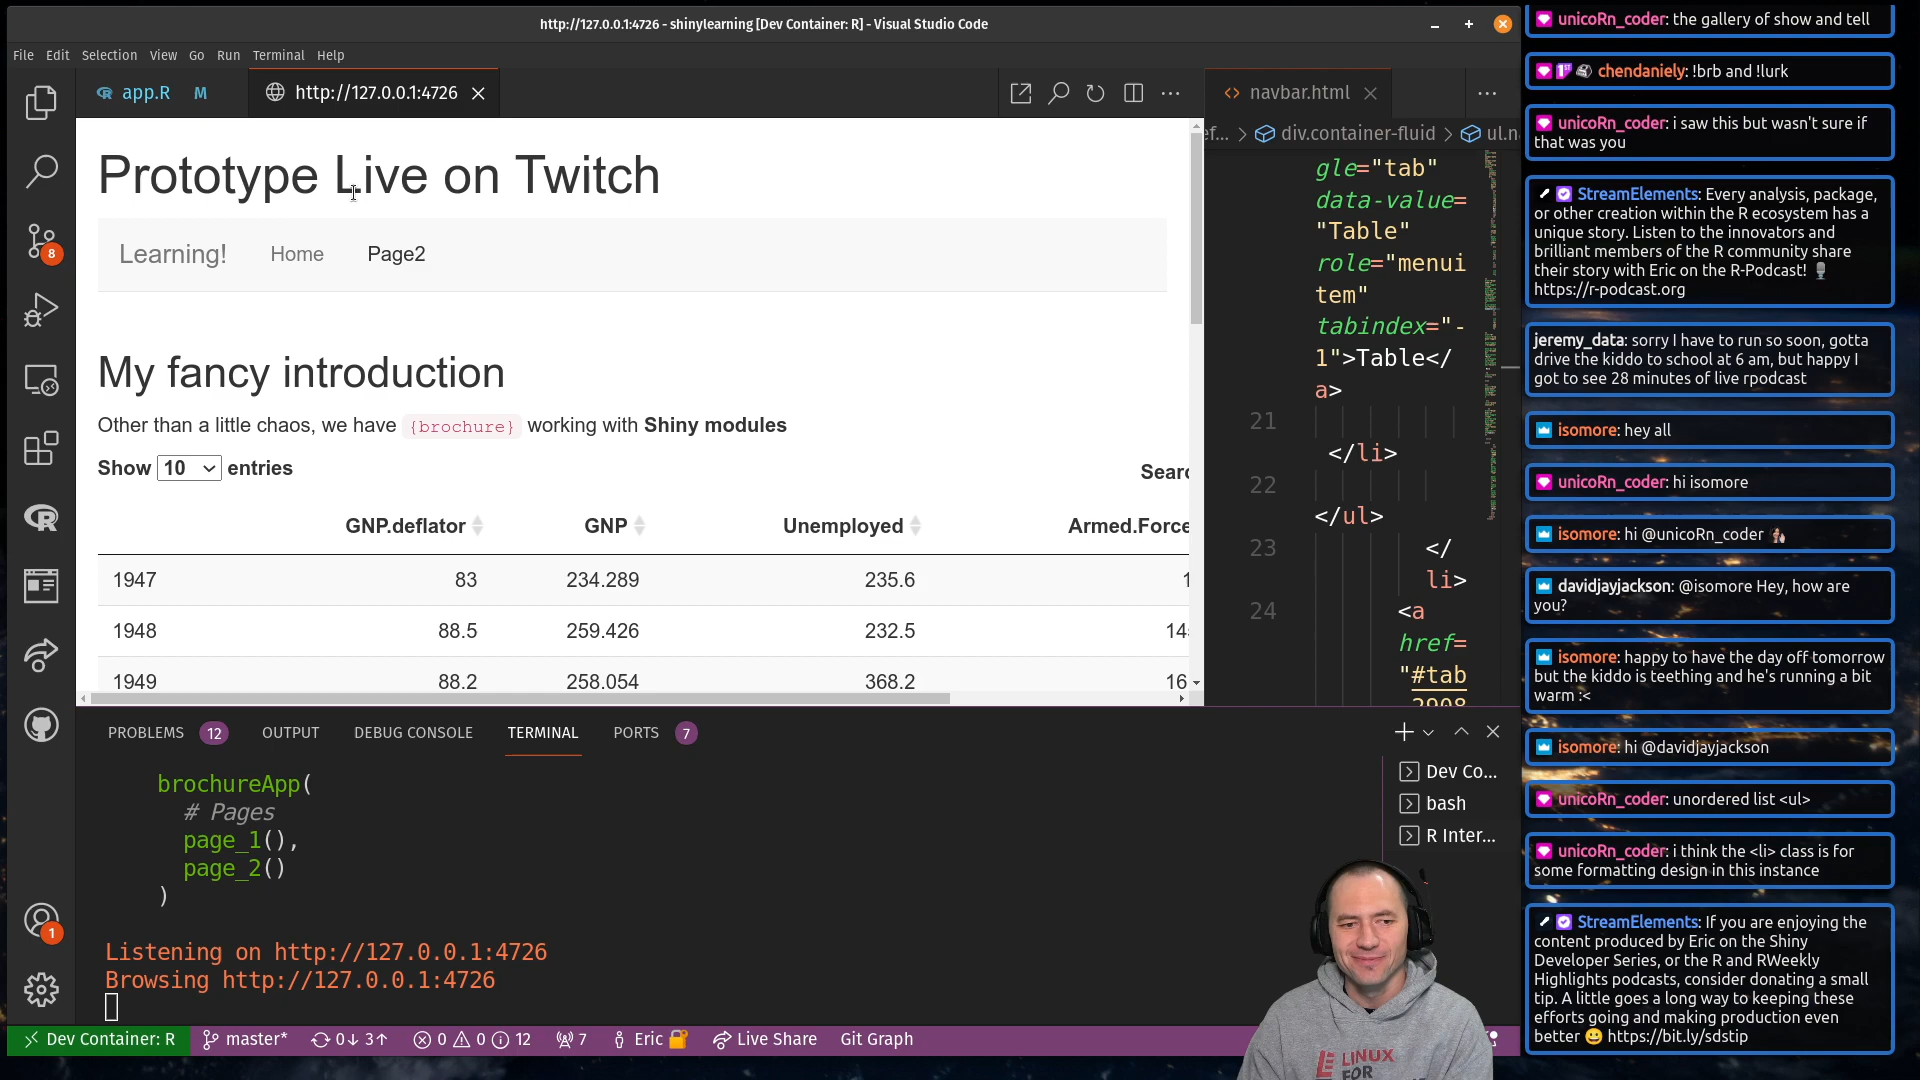 http://127.0.0.1:4726 - shinylearning [Dev Container: R] - Visual Studio Code
File Edit Selection View Go Run Terminal Help
app.R M
http://127.0.0.1:4726
navbar.html
ef... > div.container-fluid > ul.n
Prototype Live on Twitch
Learning! Home Page2
My fancy introduction
Other than a little chaos, we have {brochure} working with Shiny modules
Show 10 entries
Searc
GNP.deflator GNP Unemployed Armed.Force
1947 83 234.289 235.6 1
1948 88.5 259.426 232.5 14
1949 88.2 258.054 368.2 16
gle="tab"
data-value=
"Table"
role="menui
tem"
tabindex="-
1">Table</
a>
21
</li>
22
</ul>
23 </
li>
24 <a
href=
"#tab
2908
8
1
PROBLEMS 12 OUTPUT DEBUG CONSOLE TERMINAL PORTS 7
brochureApp(
# Pages
page_1(),
page_2()
)
Listening on http://127.0.0.1:4726
Browsing http://127.0.0.1:4726
Dev Co...
bash
R Inter...
Dev Container: R master* 0↓ 3↑ 0 0 12 7 Eric Live Share Git Graph
LINUX
FOR
unicoRn_coder: the gallery of show and tell
chendaniely: !brb and !lurk
unicoRn_coder: i saw this but wasn't sure if
that was you
StreamElements: Every analysis, package,
or other creation within the R ecosystem has a
unique story. Listen to the innovators and
brilliant members of the R community share
their story with Eric on the R-Podcast! 🎙️
https://r-podcast.org
jeremy_data: sorry I have to run so soon, gotta
drive the kiddo to school at 6 am, but happy I
got to see 28 minutes of live rpodcast
isomore: hey all
unicoRn_coder: hi isomore
isomore: hi @unicoRn_coder
davidjayjackson: @isomore Hey, how are
you?
isomore: happy to have the day off tomorrow
but the kiddo is teething and he's running a bit
warm :<
isomore: hi @davidjayjackson
unicoRn_coder: unordered list <ul>
unicoRn_coder: i think the <li> class is for
some formatting design in this instance
StreamElements: If you are enjoying the
content produced by Eric on the Shiny
Developer Series, or the R and RWeekly
Highlights podcasts, consider donating a small
tip. A little goes a long way to keeping these
efforts going and making production even
better 😀 https://bit.ly/sdstip